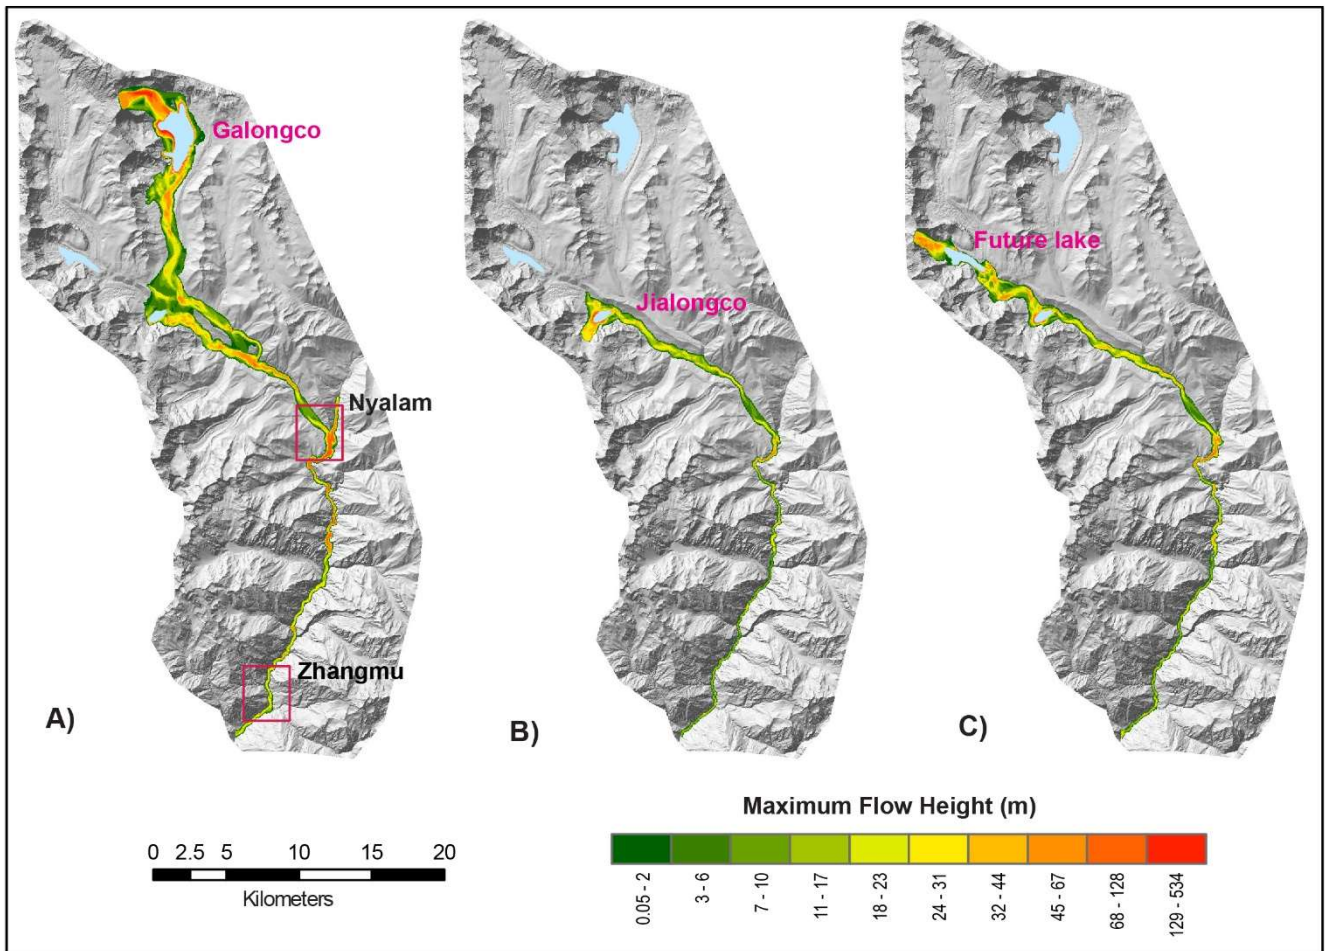 Galongco
Future lake
Jialongco
Nyalam
Zhangmu
A)
B)
C)
Maximum Flow Height (m)
0 2.5 5 10 15 20
Kilometers
0.05 - 2
3 - 6
7 - 10
11 - 17
18 - 23
24 - 31
32 - 44
45 - 67
68 - 128
129 - 534